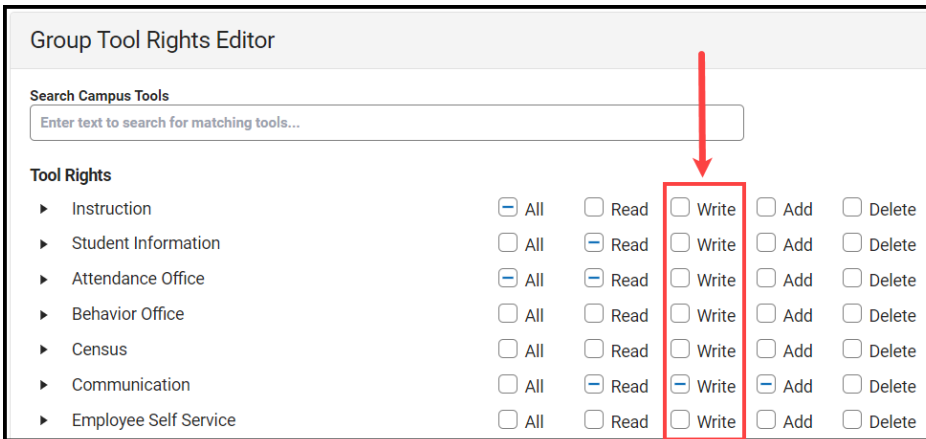 Group Tool Rights Editor
Search Campus Tools
Enter text to search for matching tools...
Tool Rights
Instruction All Read Write Add Delete
Student Information All Read Write Add Delete
Attendance Office All Read Write Add Delete
Behavior Office All Read Write Add Delete
Census All Read Write Add Delete
Communication All Read Write Add Delete
Employee Self Service All Read Write Add Delete